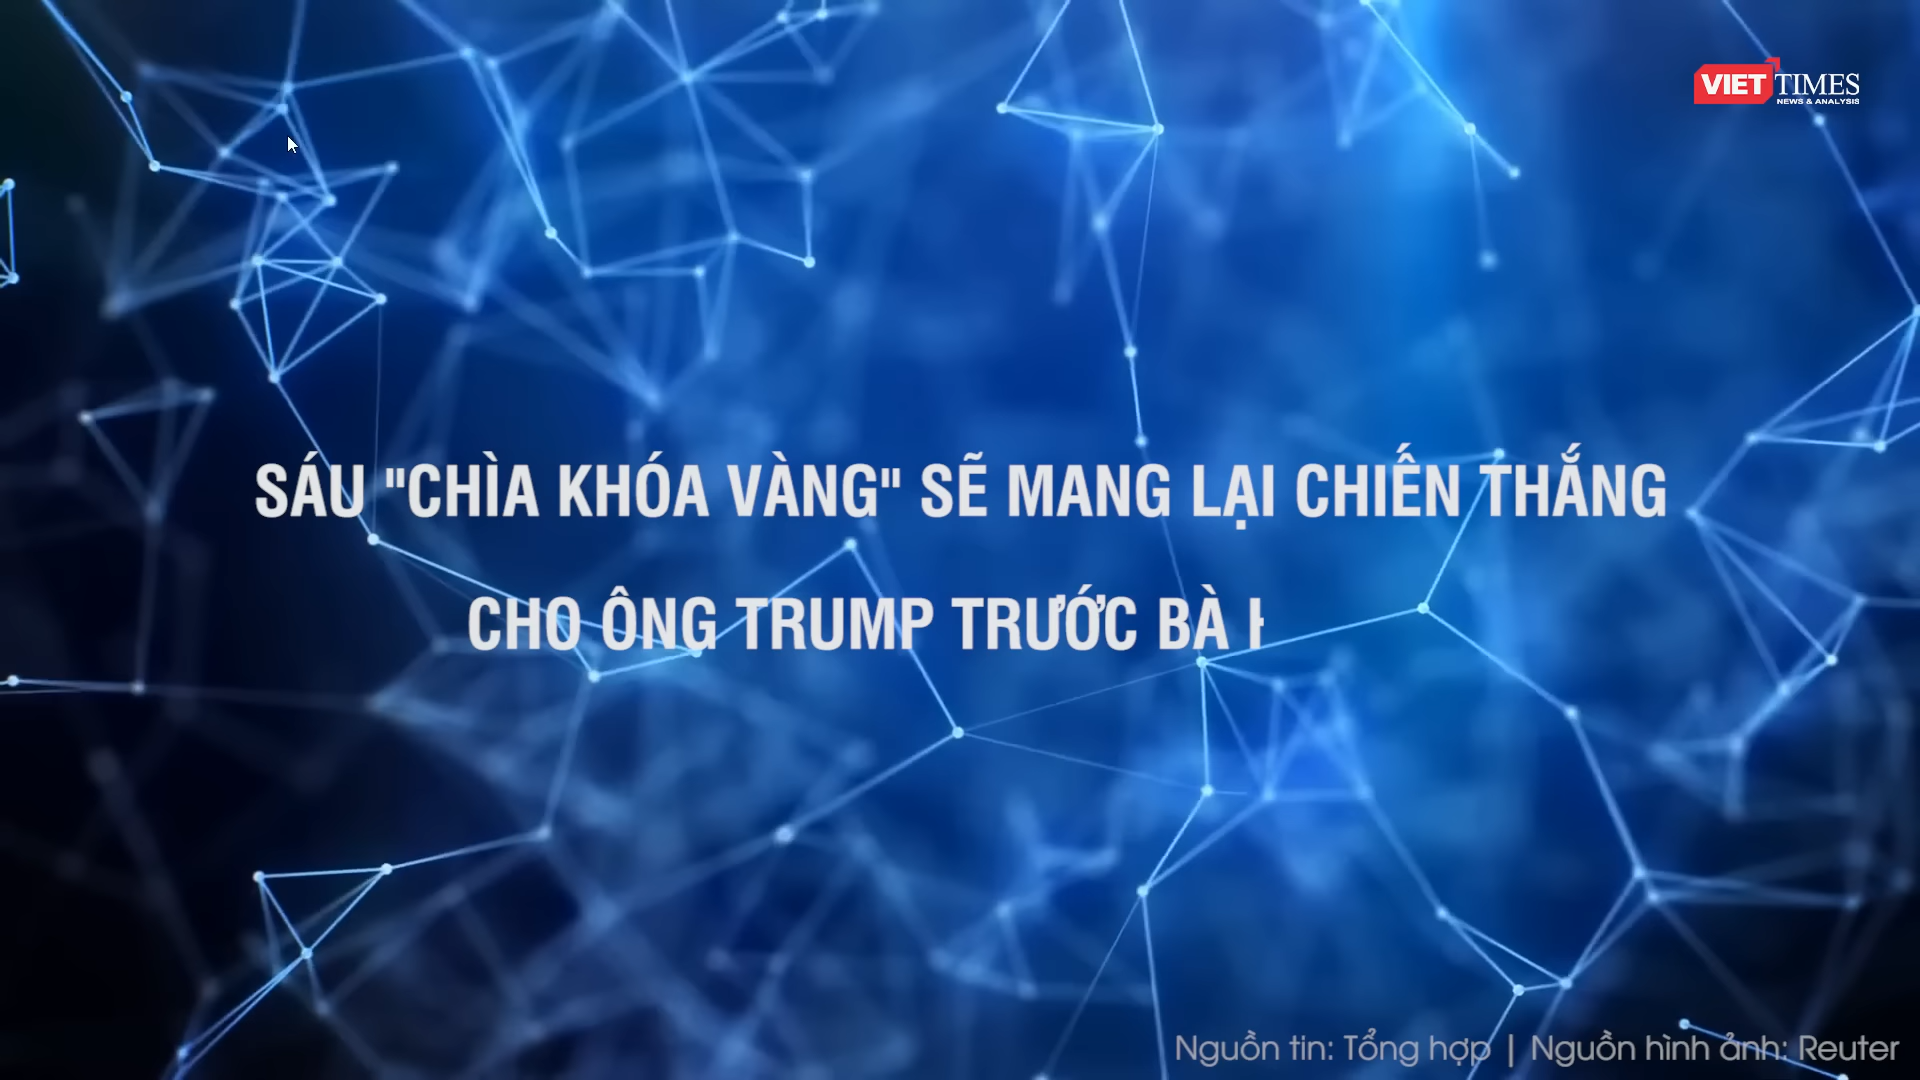 VIETTIMES
NEWS & ANALYSIS
SÁU "CHÌA KHÓA VÀNG" SẼ MANG LẠI CHIẾN THẮNG
CHO ÔNG TRUMP TRƯỚC BÀ
Nguồn tin: Tổng hợp | Nguồn hình ảnh: Reuter